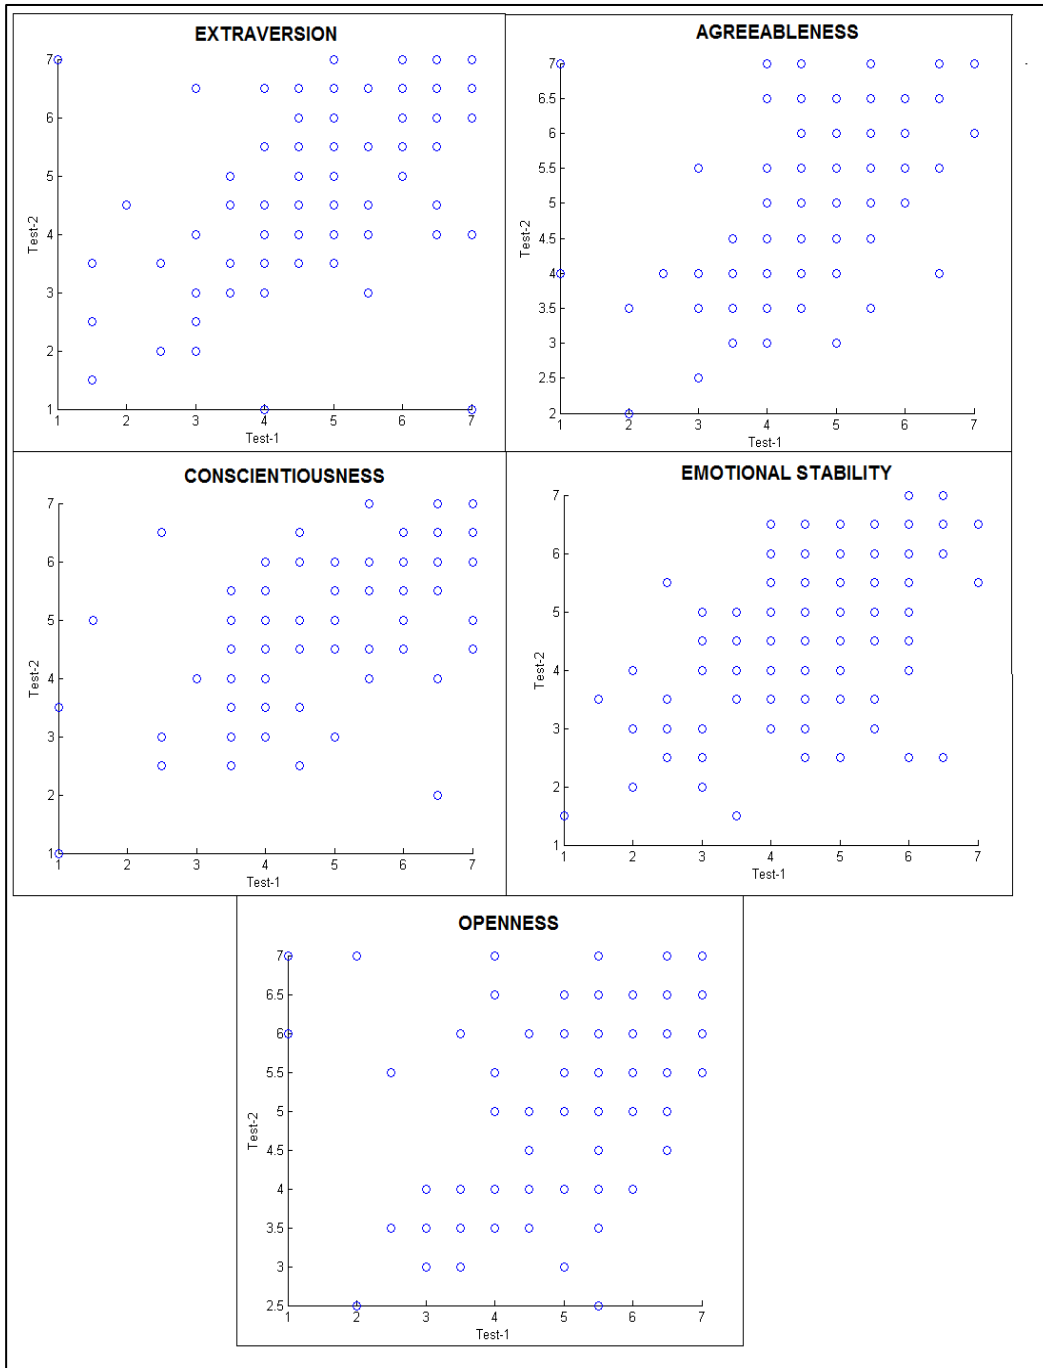 EXTRAVERSION
7
6
5
4
3
2
1
Test-2
1 2 3 4 5 6 7
Test-1
AGREEABLENESS
7
6.5
6
5.5
5
4.5
4
3.5
3
2.5
2
Test-2
1 2 3 4 5 6 7
Test-1
CONSCIENTIOUSNESS
7
6
5
4
3
2
1
Test-2
1 2 3 4 5 6 7
Test-1
EMOTIONAL STABILITY
7
6
5
4
3
2
1
Test-2
1 2 3 4 5 6 7
Test-1
OPENNESS
7
6.5
6
5.5
5
4.5
4
3.5
3
2.5
Test-2
1 2 3 4 5 6 7
Test-1